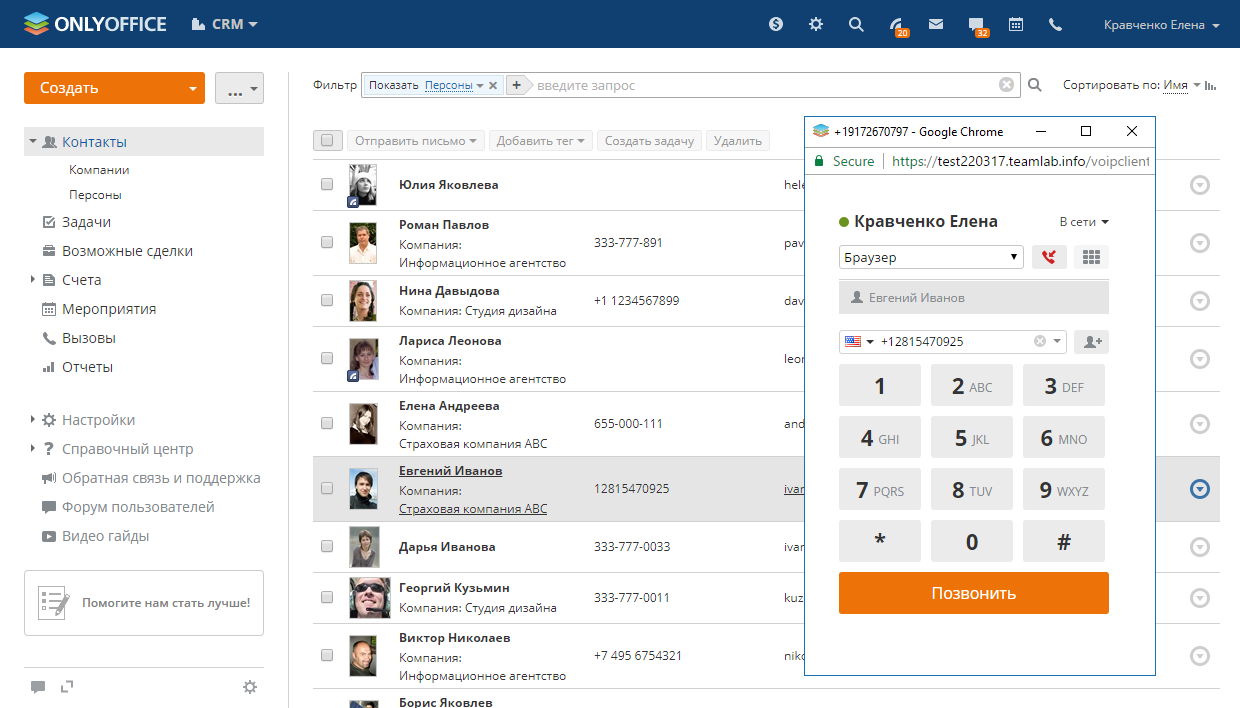 ONLYOFFICE CRM 20 32 Кравченко Елена
Создать ...
Контакты
Компании
Персоны
Задачи
Возможные сделки
Счета
Мероприятия
Вызовы
Отчеты
Настройки
Справочный центр
Обратная связь и поддержка
Форум пользователей
Видео гайды
Помогите нам стать лучше!
Фильтр Показать Персоны введите запрос Сортировать по: Имя
Отправить письмо Добавить тег Создать задачу Удалить
Юлия Яковлева hele
Роман Павлов
Компания:
Информационное агентство
333-777-891 pav
Нина Давыдова
Компания: Студия дизайна
+1 1234567899 dav
Лариса Леонова
Компания:
Информационное агентство
leor
Елена Андреева
Компания:
Страховая компания ABC
655-000-111 and
Евгений Иванов
Компания:
Страховая компания ABC
12815470925 ivar
Дарья Иванова 333-777-0033 ivar
Георгий Кузьмин
Компания: Студия дизайна
333-777-0011 kuz
Виктор Николаев
Компания:
Информационное агентство
+7 495 6754321 niko
Борис Яковлев
+19172670797 - Google Chrome
Secure https://test220317.teamlab.info/voipclient
Кравченко Елена В сети
Браузер
Евгений Иванов
+12815470925
1 2 ABC 3 DEF
4 GHI 5 JKL 6 MNO
7 PQRS 8 TUV 9 WXYZ
* 0 #
Позвонить